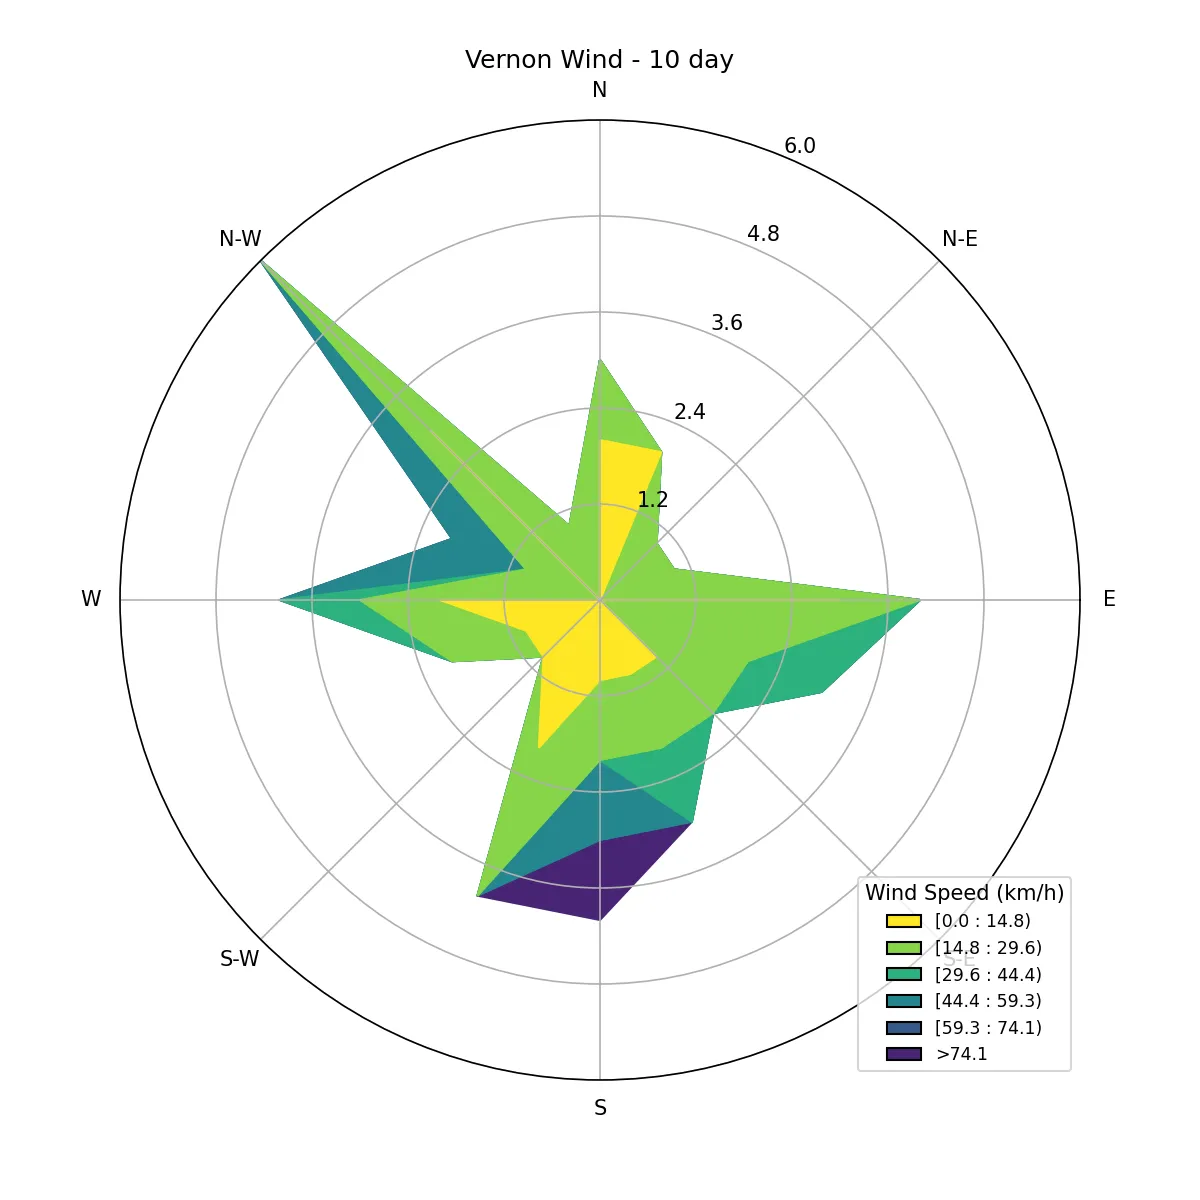 Vernon Wind - 10 day
N
6.0
N-W
N-E
4.8
3.6
2.4
1.2
W
E
S-W
S-E
Wind Speed (km/h)
[0.0 : 14.8)
[14.8 : 29.6)
[29.6 : 44.4)
[44.4 : 59.3)
[59.3 : 74.1)
>74.1
S